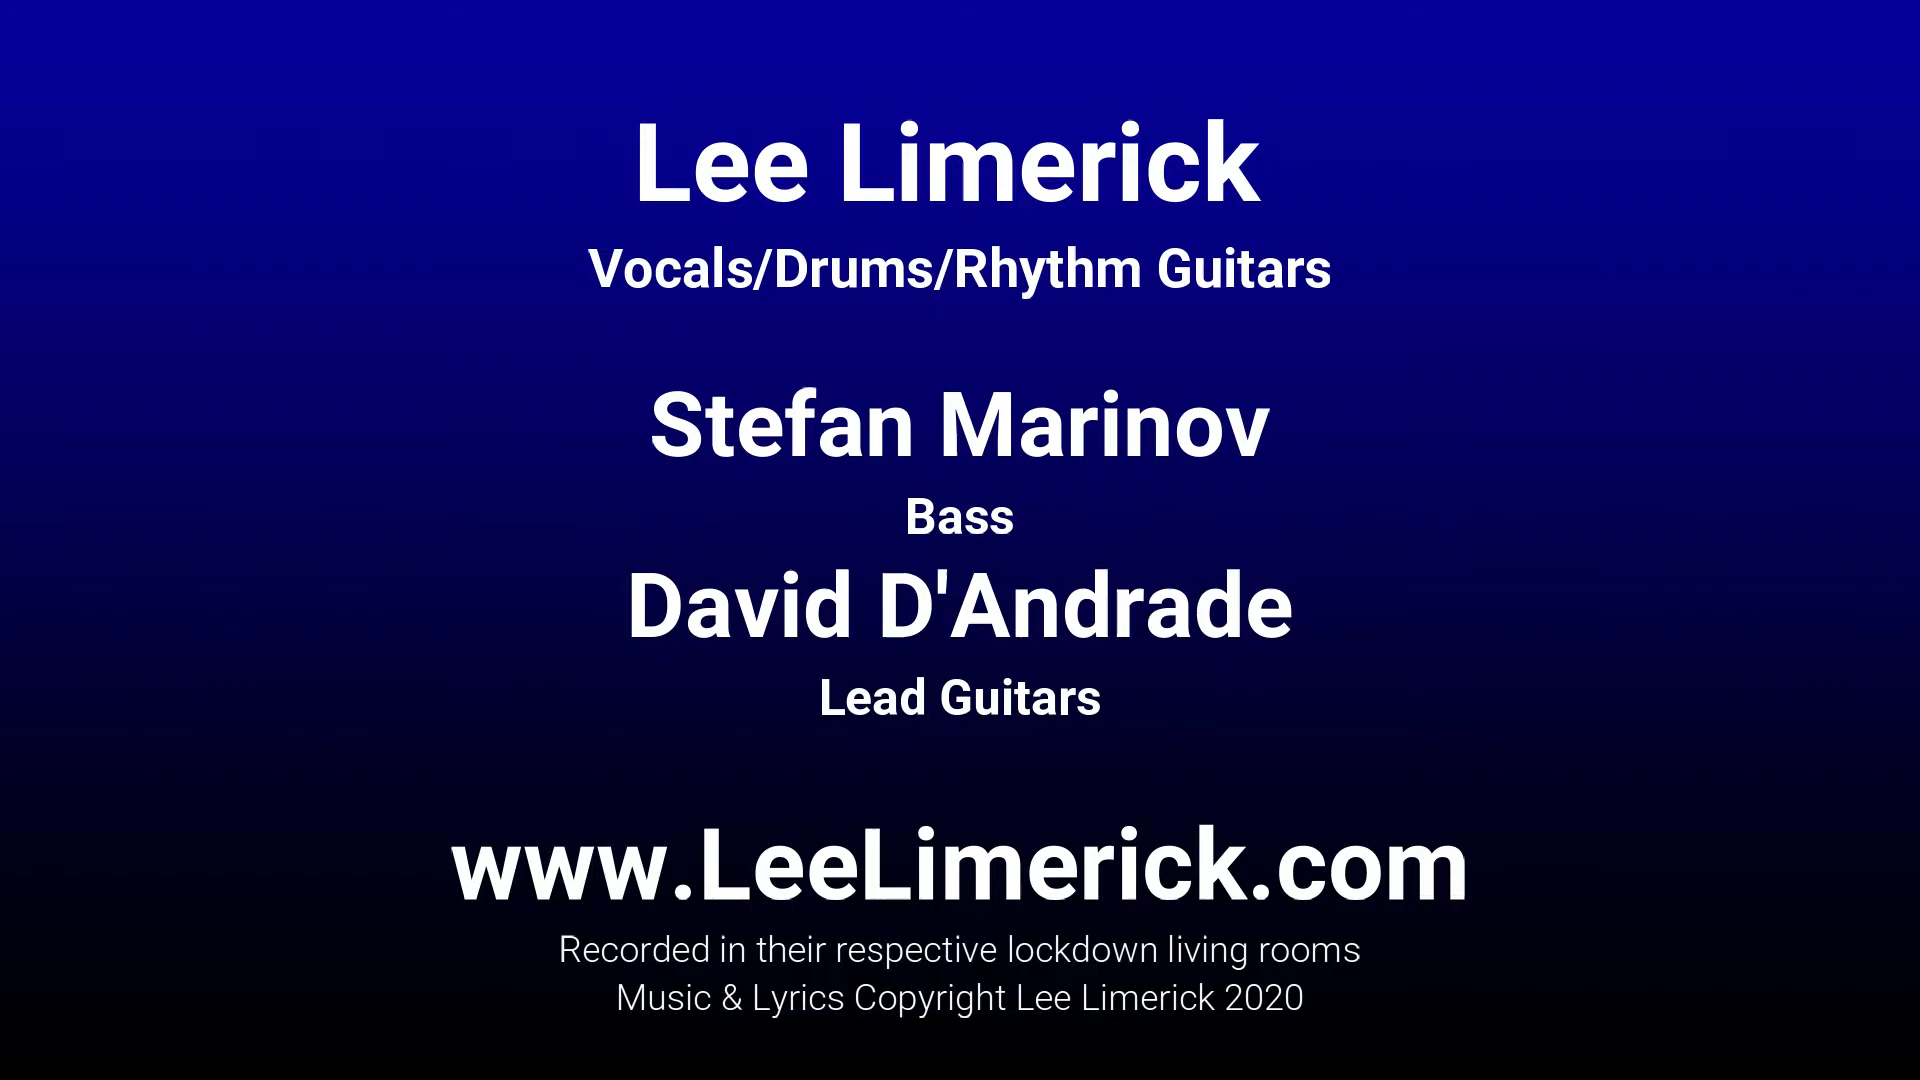 Lee Limerick
Vocals/Drums/Rhythm Guitars
Stefan Marinov
Bass
David D'Andrade
Lead Guitars
www.LeeLimerick.com
Recorded in their respective lockdown living rooms
Music & Lyrics Copyright Lee Limerick 2020